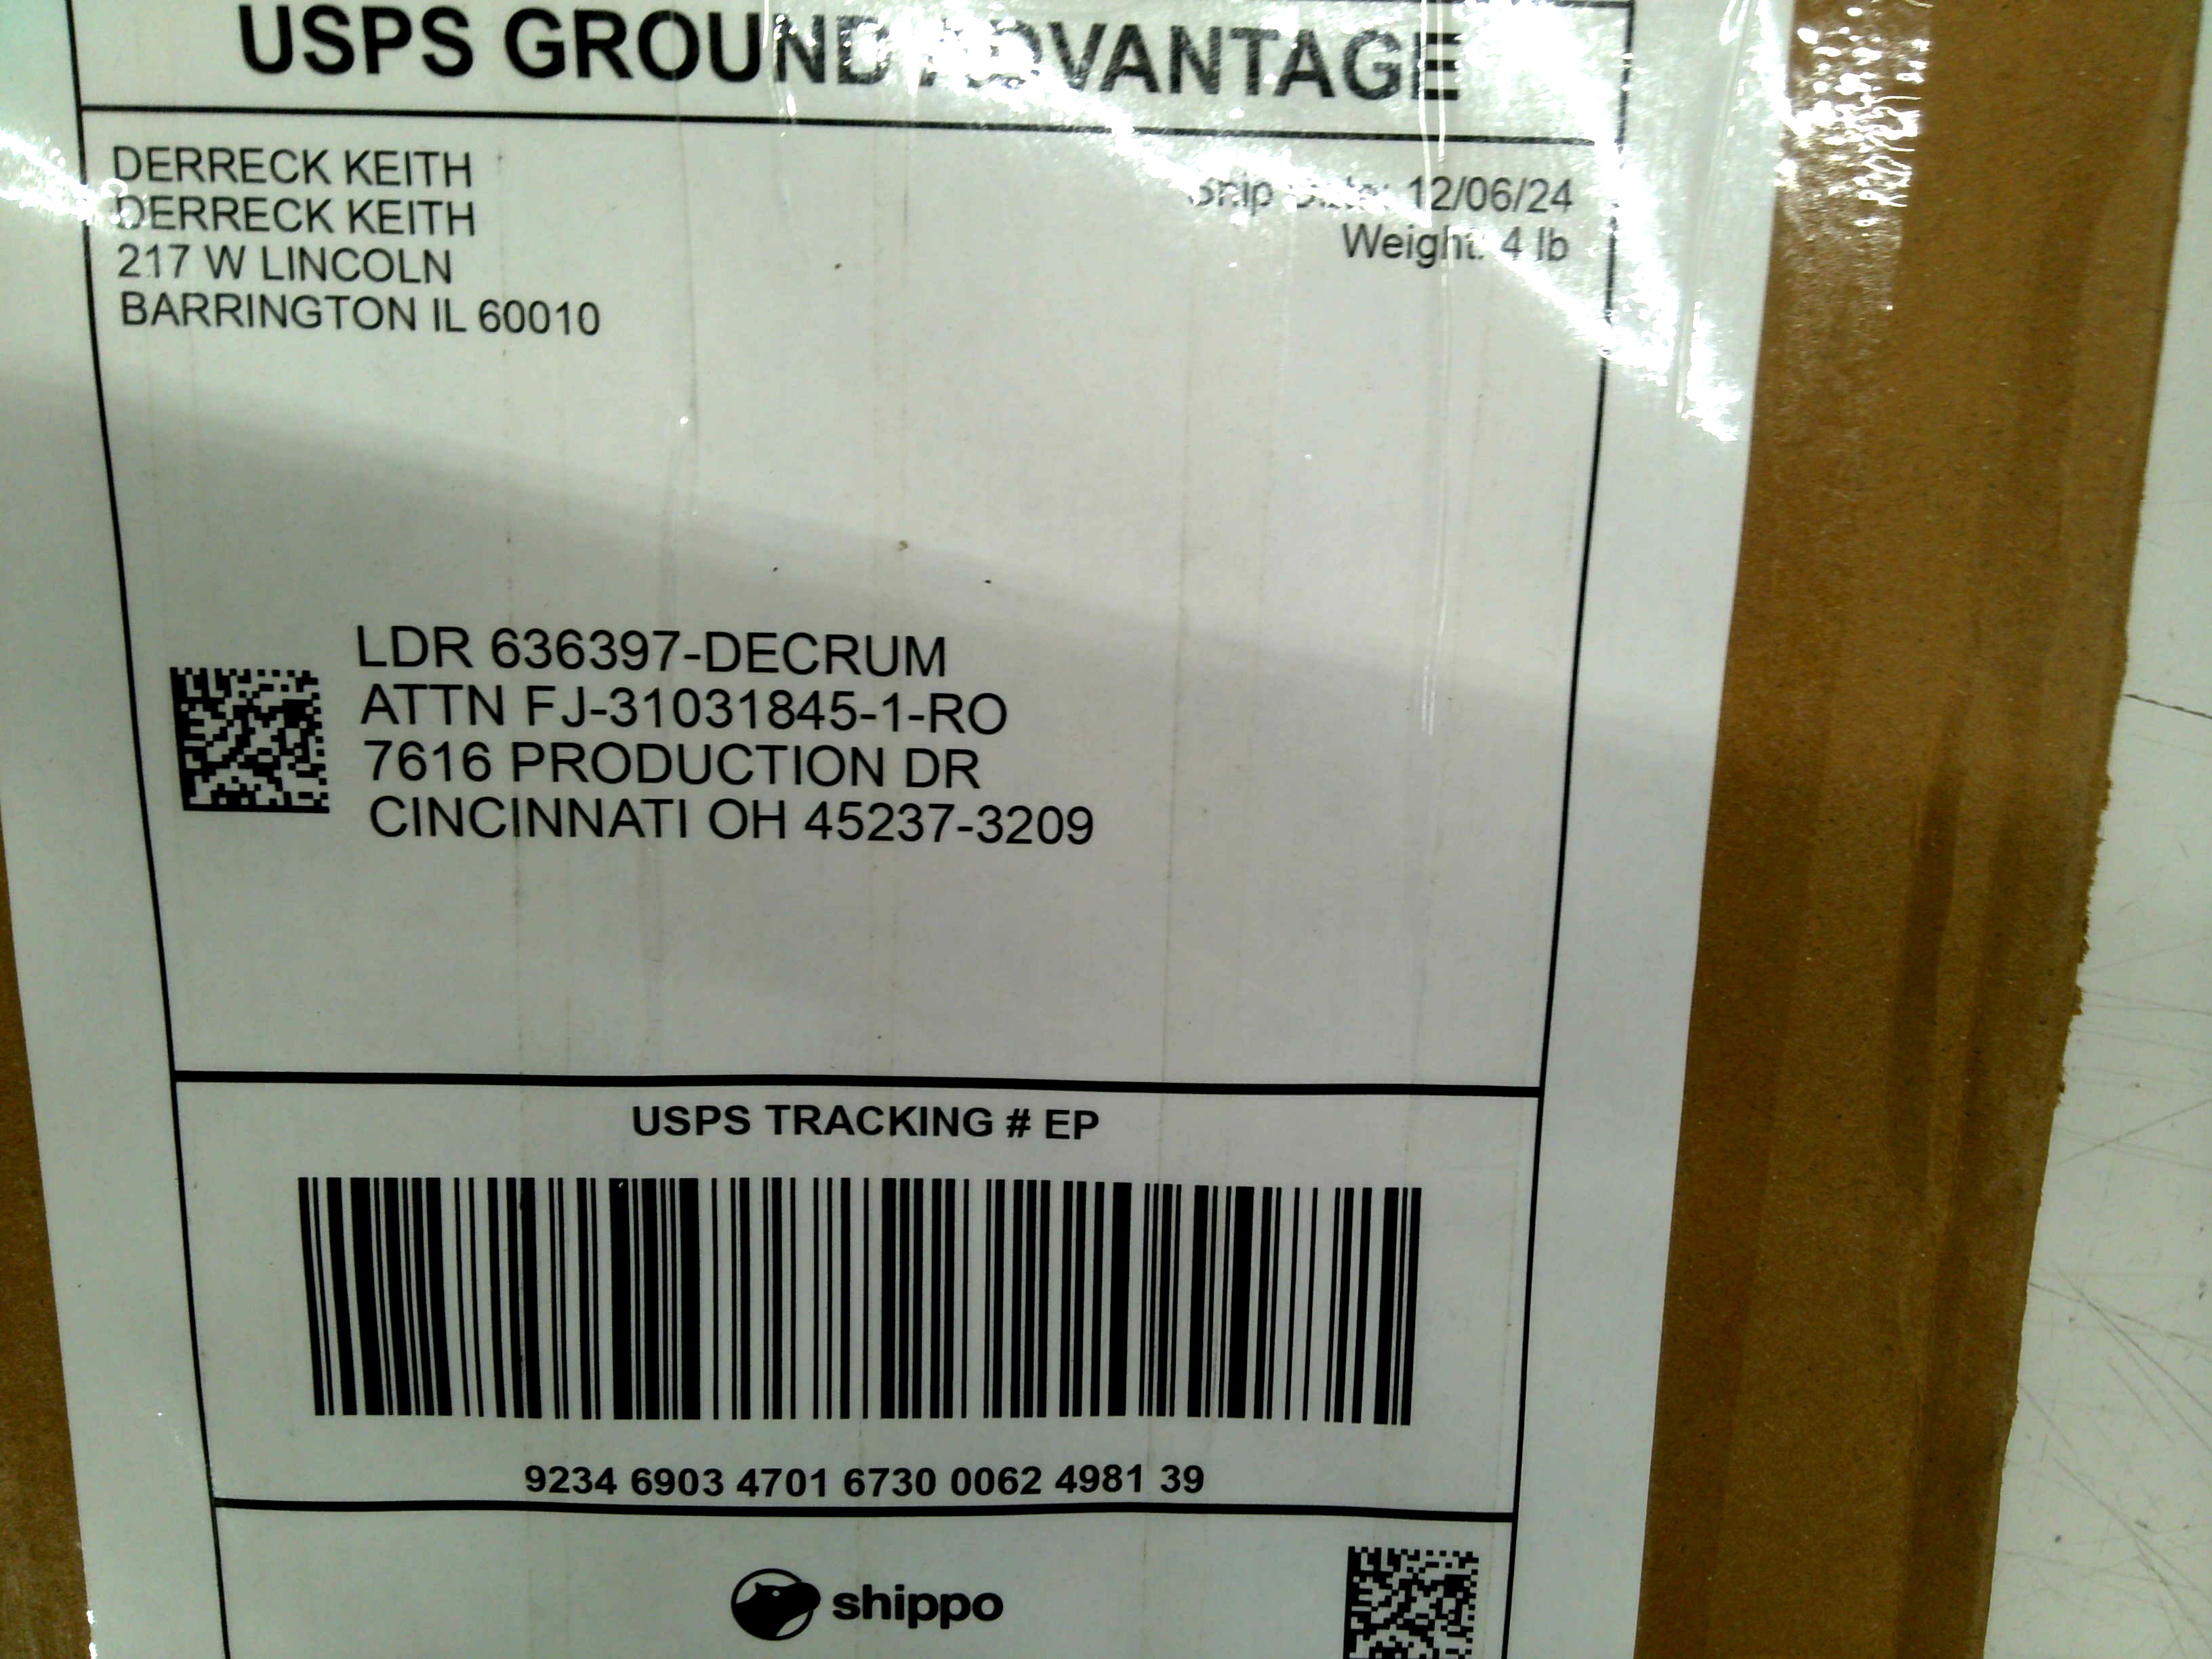 USPS GROUND ADVANTAGE
DERRECK KEITH
DERRECK KEITH
217 W LINCOLN
BARRINGTON IL 60010
Ship Date: 12/06/24
Weight: 4 lb
LDR 636397-DECRUM
ATTN FJ-31031845-1-RO
7616 PRODUCTION DR
CINCINNATI OH 45237-3209
USPS TRACKING # EP
9234 6903 4701 6730 0062 4981 39
shippo